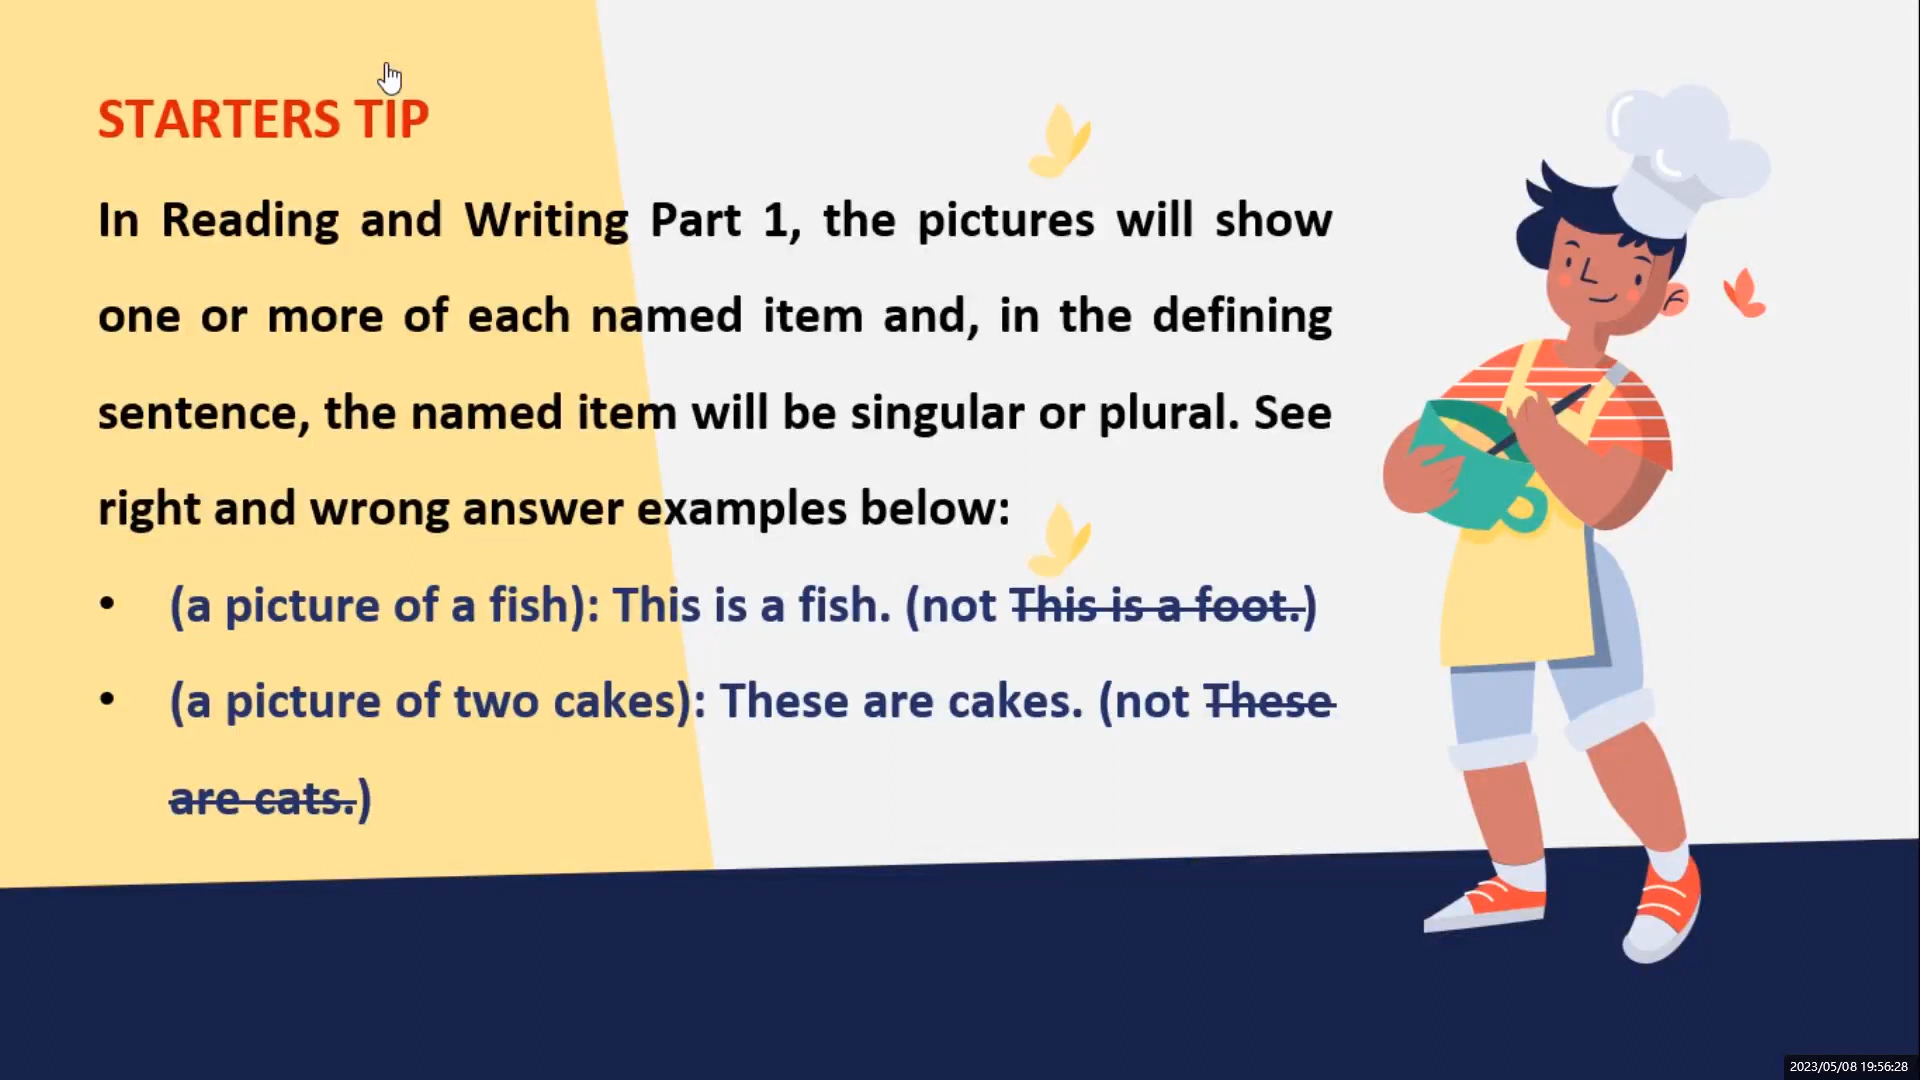 STARTERS TIP
In Reading and Writing Part 1, the pictures will show
one or more of each named item and, in the defining
sentence, the named item will be singular or plural. See
right and wrong answer examples below:
• (a picture of a fish): This is a fish. (not This is a foot.)
• (a picture of two cakes): These are cakes. (not These
are cats.)
2023/05/08 19:56:28